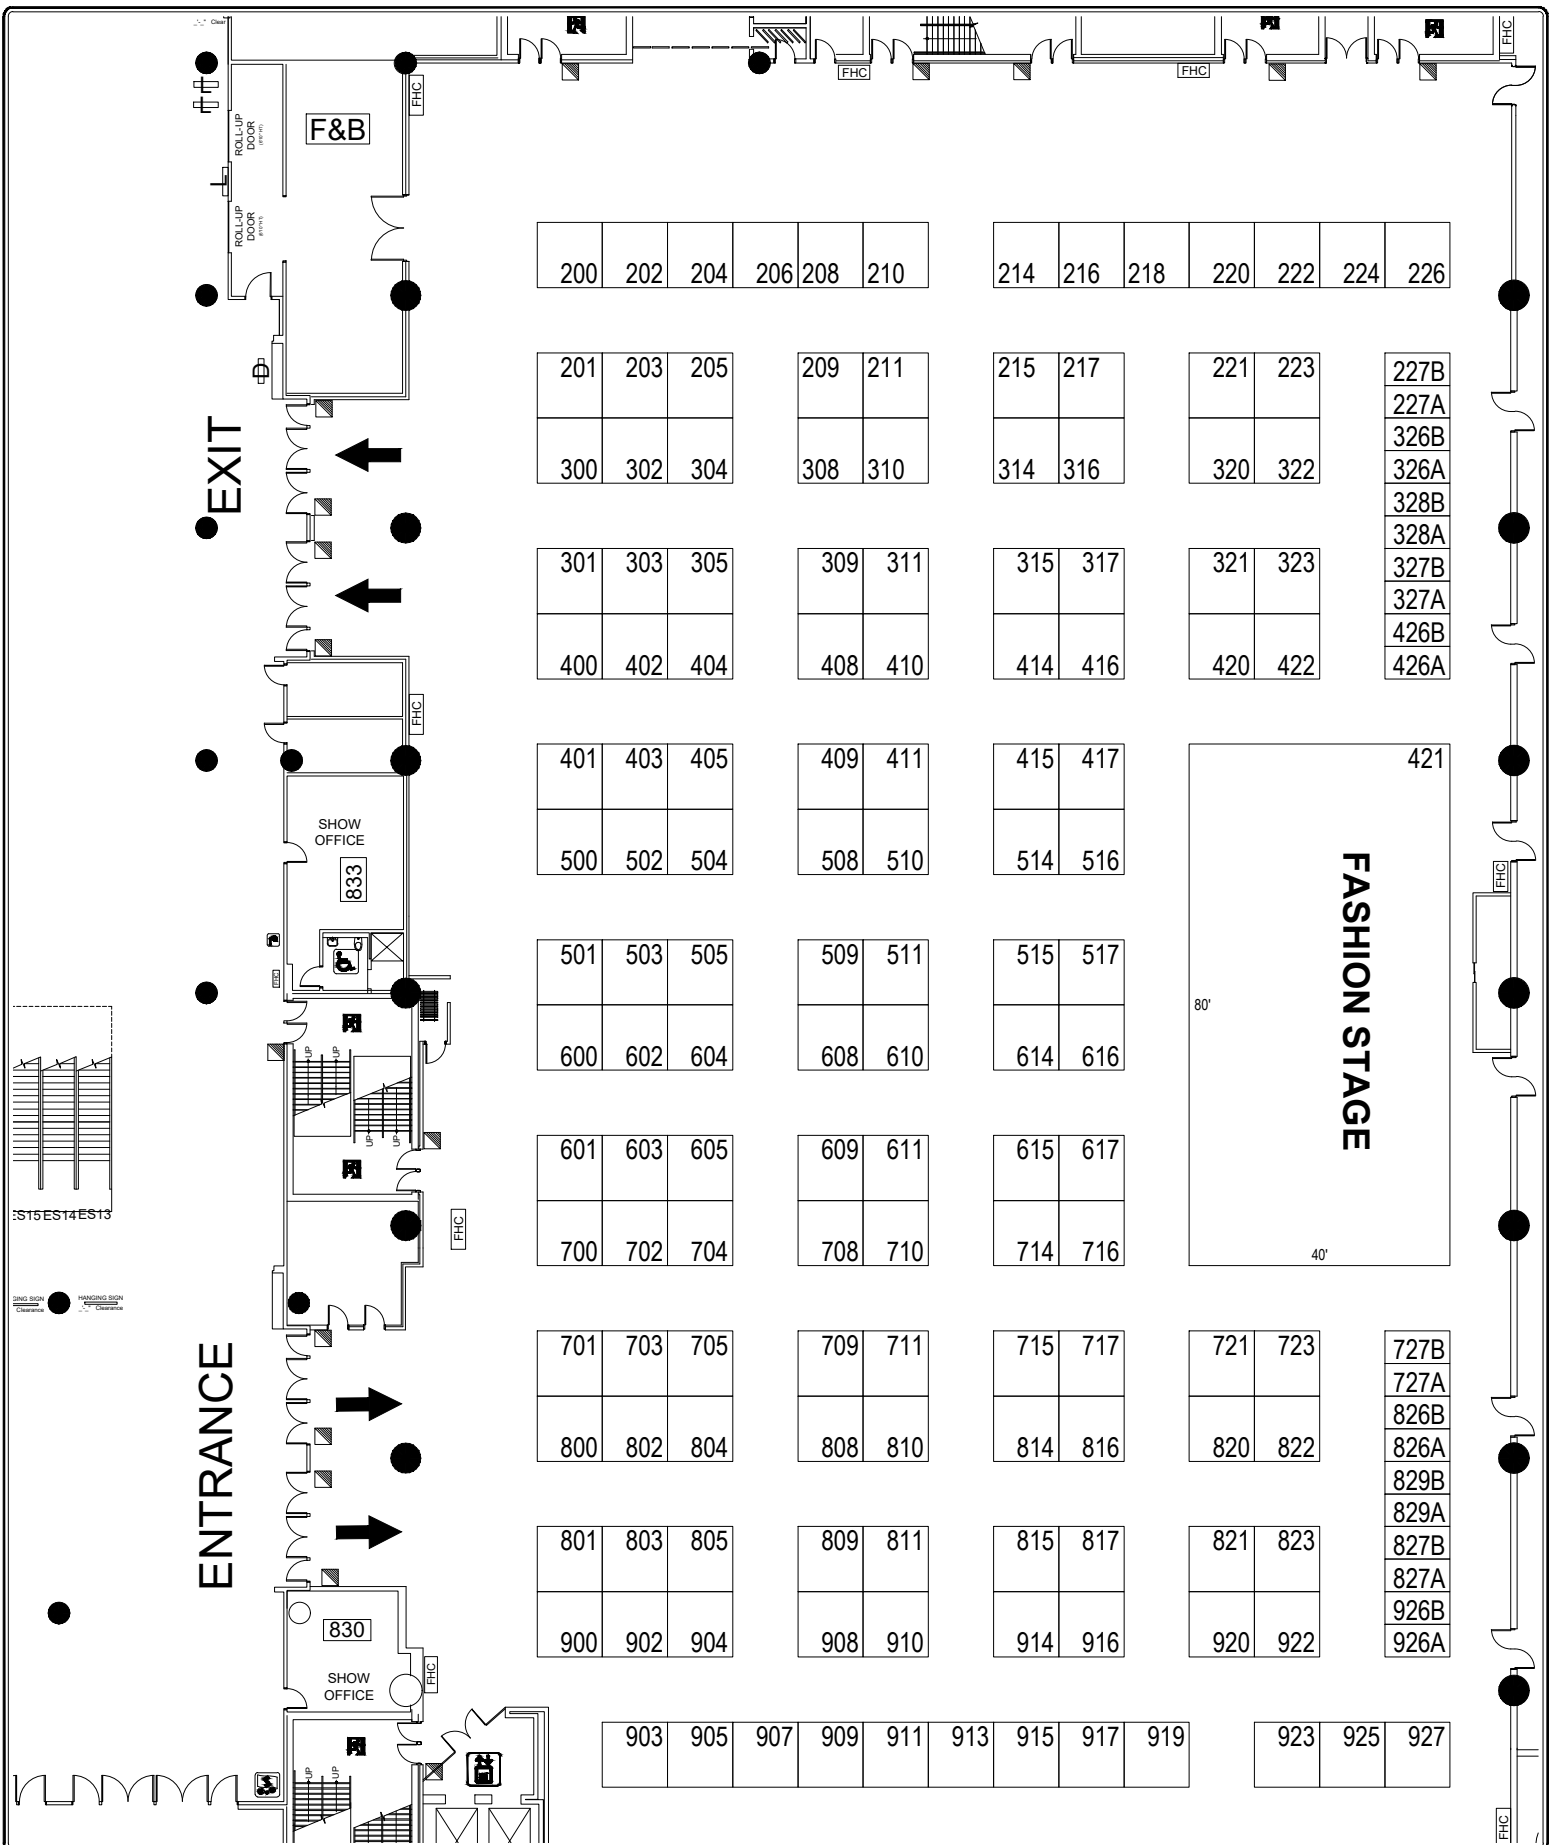 Clear
FHC
FHC
FHC
FHC
F&B
ROLL-UP
DOOR
L
ROLL-UP
DOOR
200 202 204 206 208 210 214 216 218 220 222 224 226
201 203 205 209 211 215 217 221 223 227B
D
227A
326B
EXIT
300 302 304 308 310 314 316 320 322 326A
328B
328A
301 303 305 309 311 315 317 321 323 327B
327A
426B
400 402 404 408 410 414 416 420 422 426A
FHC
401 403 405 409 411 415 417 421
SHOW
OFFICE
833
500 502 504 508 510 514 516
FHC
FASHION STAGE
501 503 505 509 511 515 517
FHC
80'
600 602 604 608 610 614 616
UP UP
UP UP
601 603 605 609 611 615 617
ES15 ES14 ES13
FHC
700 702 704 708 710 714 716
40'
GING SIGN
Clearance
HANGING SIGN
Clearance
ENTRANCE
701 703 705 709 711 715 717 721 723 727B
727A
826B
800 802 804 808 810 814 816 820 822 826A
829B
829A
801 803 805 809 811 815 817 821 823 827B
827A
926B
830
900 902 904 908 910 914 916 920 922 926A
SHOW
OFFICE
FHC
903 905 907 909 911 913 915 917 919 923 925 927
UP UP
FHC